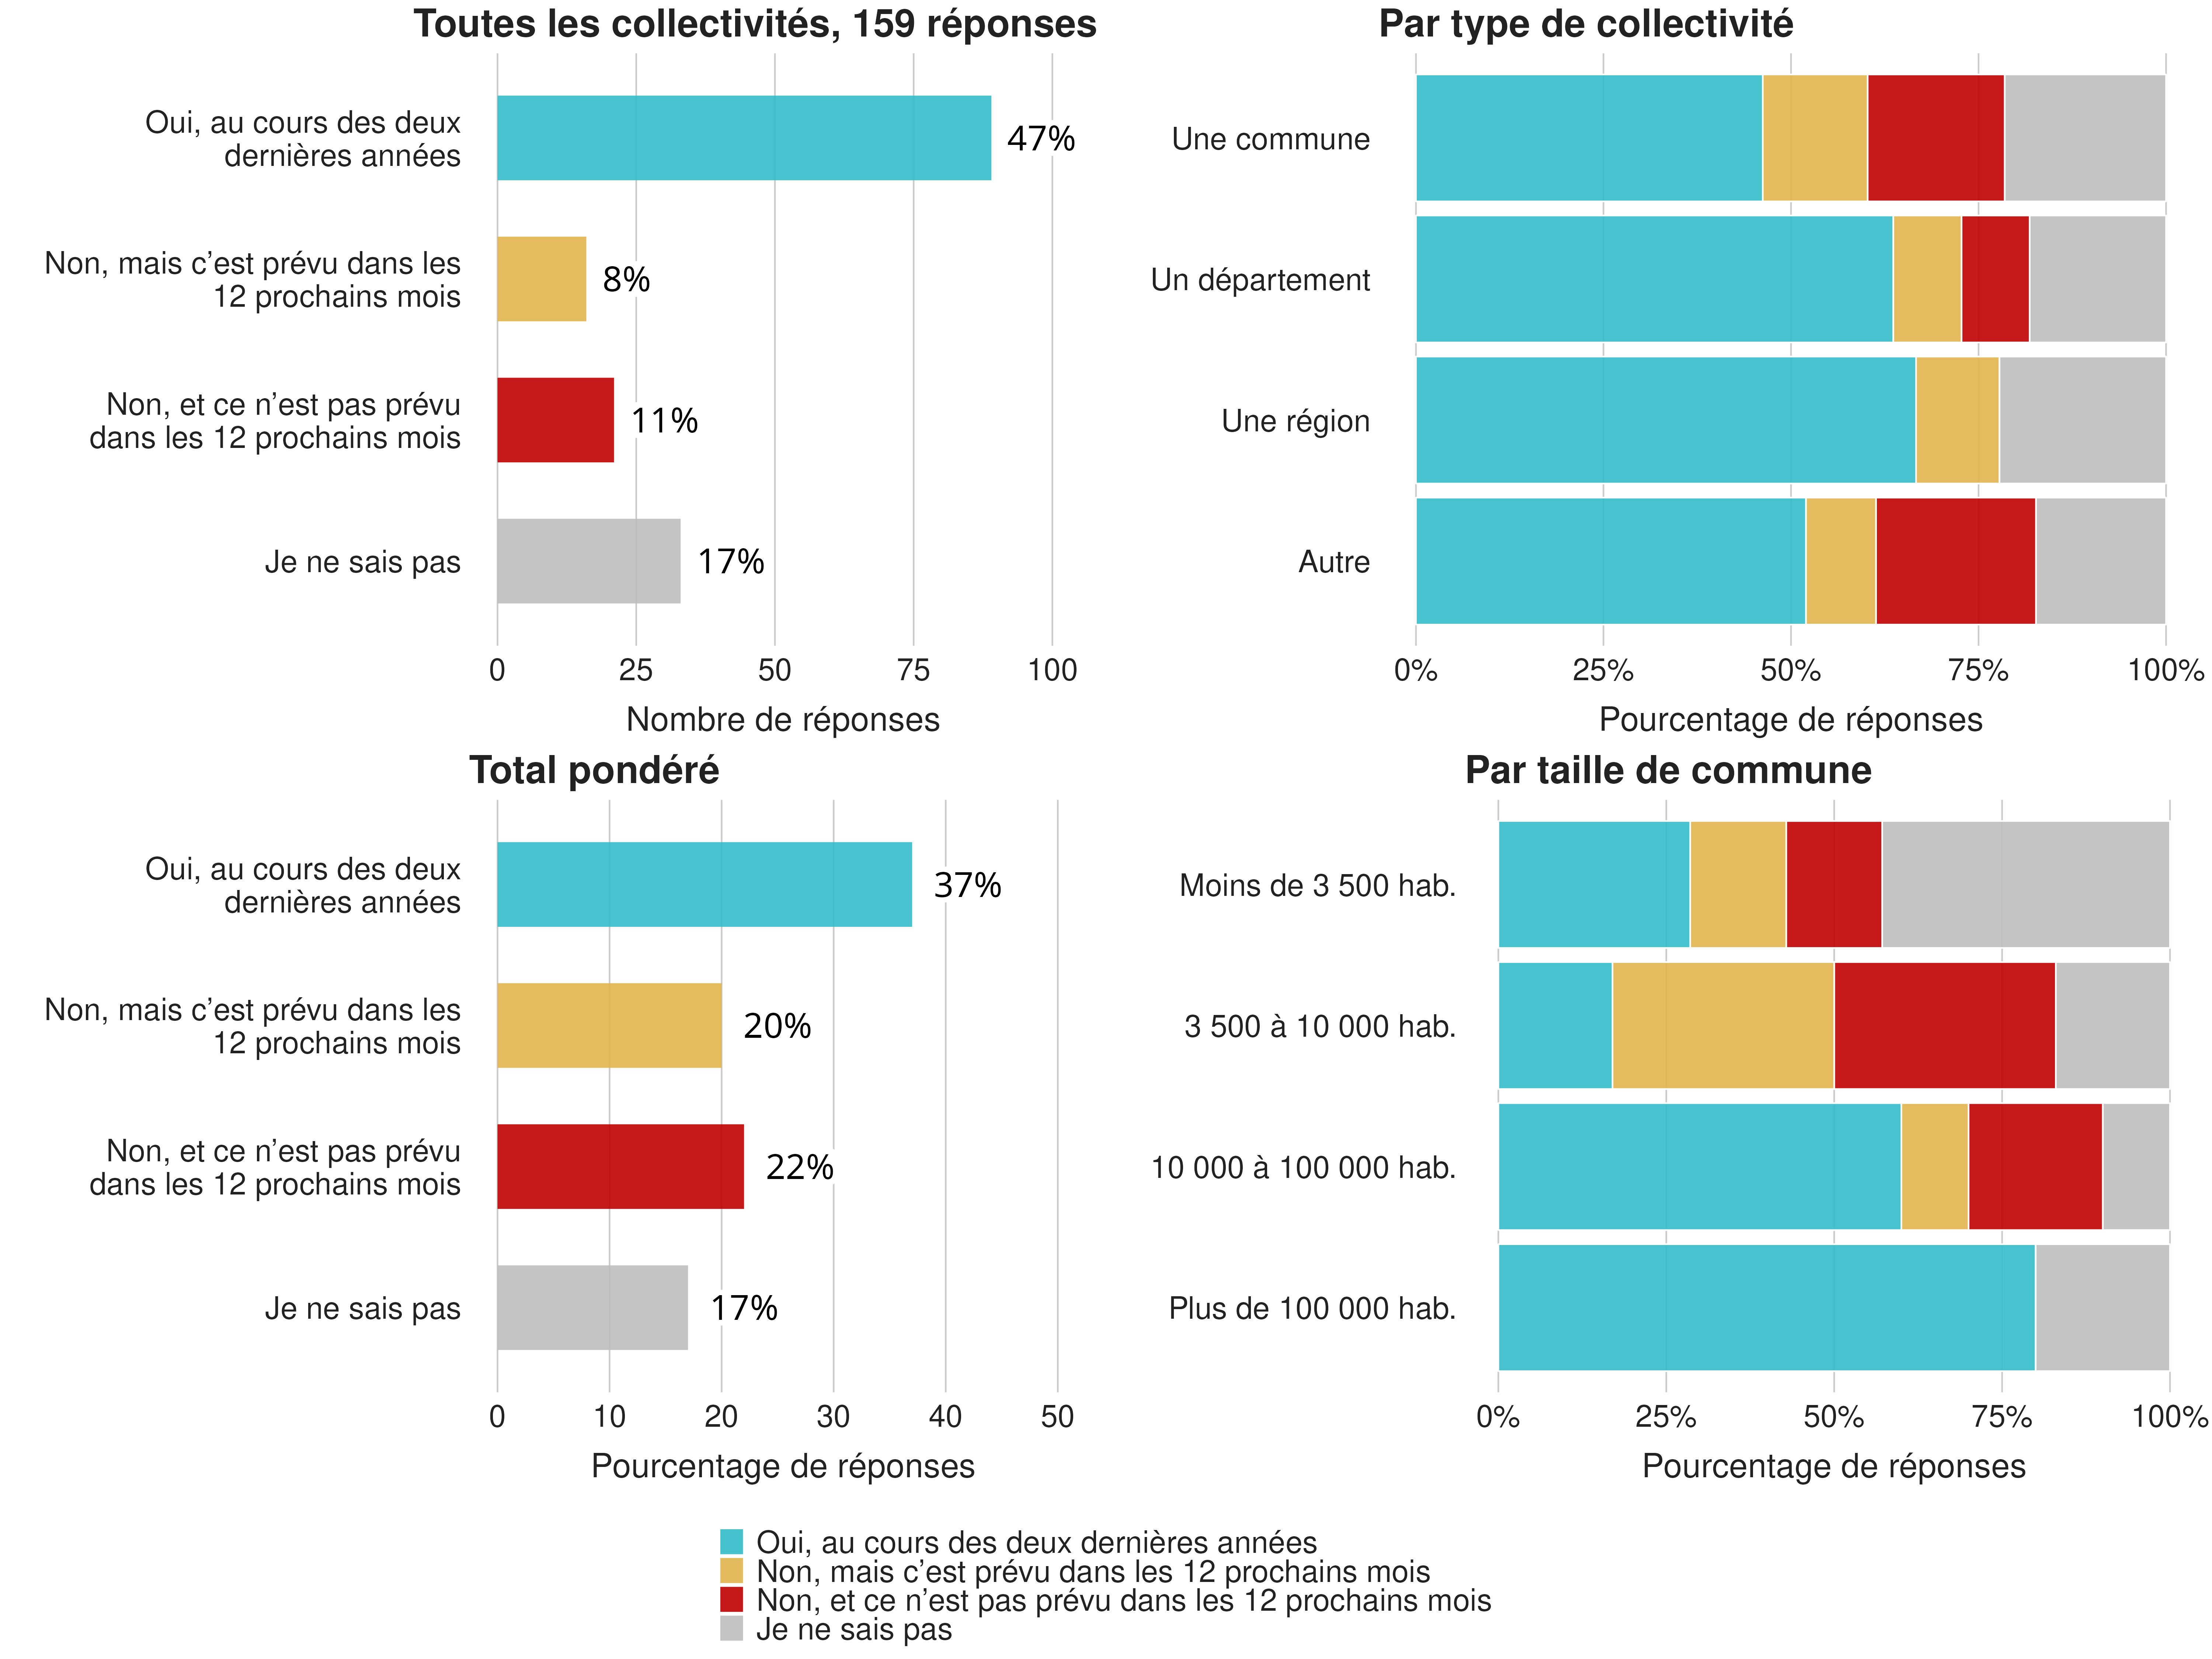 Toutes les collectivités, 159 réponses
Oui, au cours des deux
dernières années
47%
Non, mais c’est prévu dans les
12 prochains mois
8%
Non, et ce n’est pas prévu
dans les 12 prochains mois
11%
Je ne sais pas
17%
0 25 50 75 100
Nombre de réponses
Par type de collectivité
Une commune
Un département
Une région
Autre
0% 25% 50% 75% 100%
Pourcentage de réponses
Total pondéré
Oui, au cours des deux
dernières années
37%
Non, mais c’est prévu dans les
12 prochains mois
20%
Non, et ce n’est pas prévu
dans les 12 prochains mois
22%
Je ne sais pas
17%
0 10 20 30 40 50
Pourcentage de réponses
Par taille de commune
Moins de 3 500 hab.
3 500 à 10 000 hab.
10 000 à 100 000 hab.
Plus de 100 000 hab.
0% 25% 50% 75% 100%
Pourcentage de réponses
Oui, au cours des deux dernières années
Non, mais c’est prévu dans les 12 prochains mois
Non, et ce n’est pas prévu dans les 12 prochains mois
Je ne sais pas